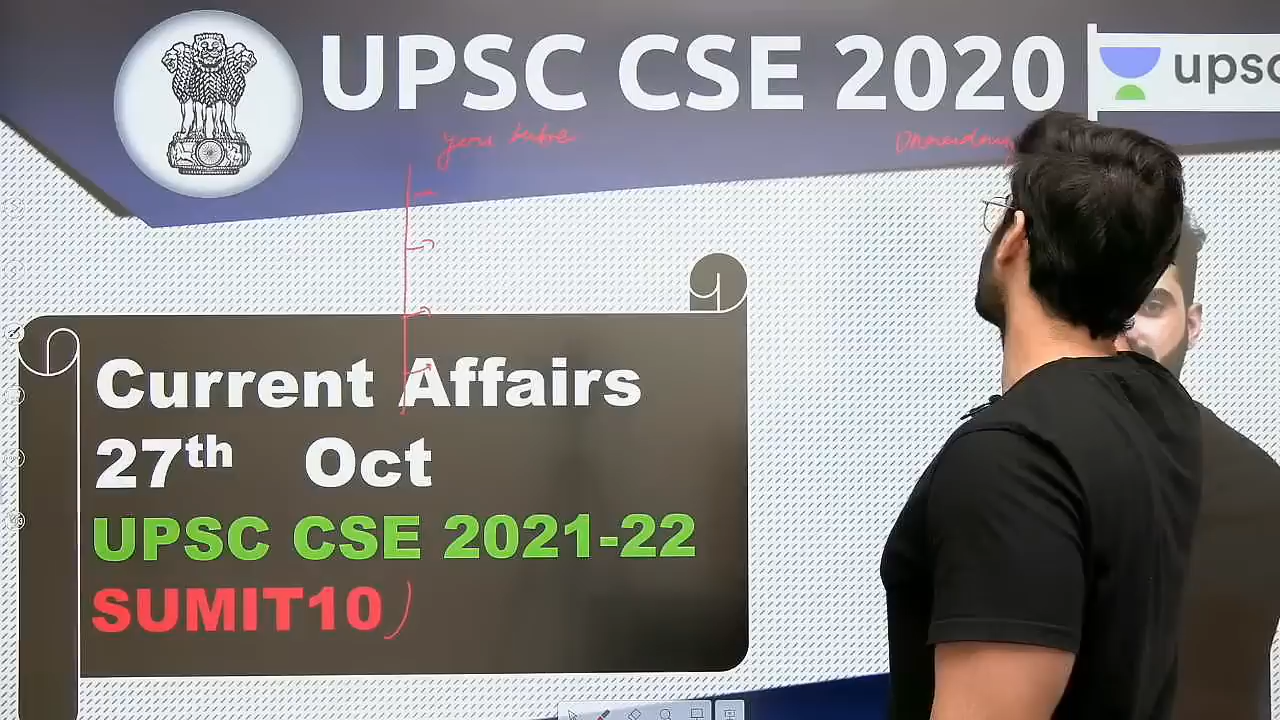 UPSC CSE 2020
upsc
Current Affairs
27th Oct
UPSC CSE 2021-22
SUMIT10